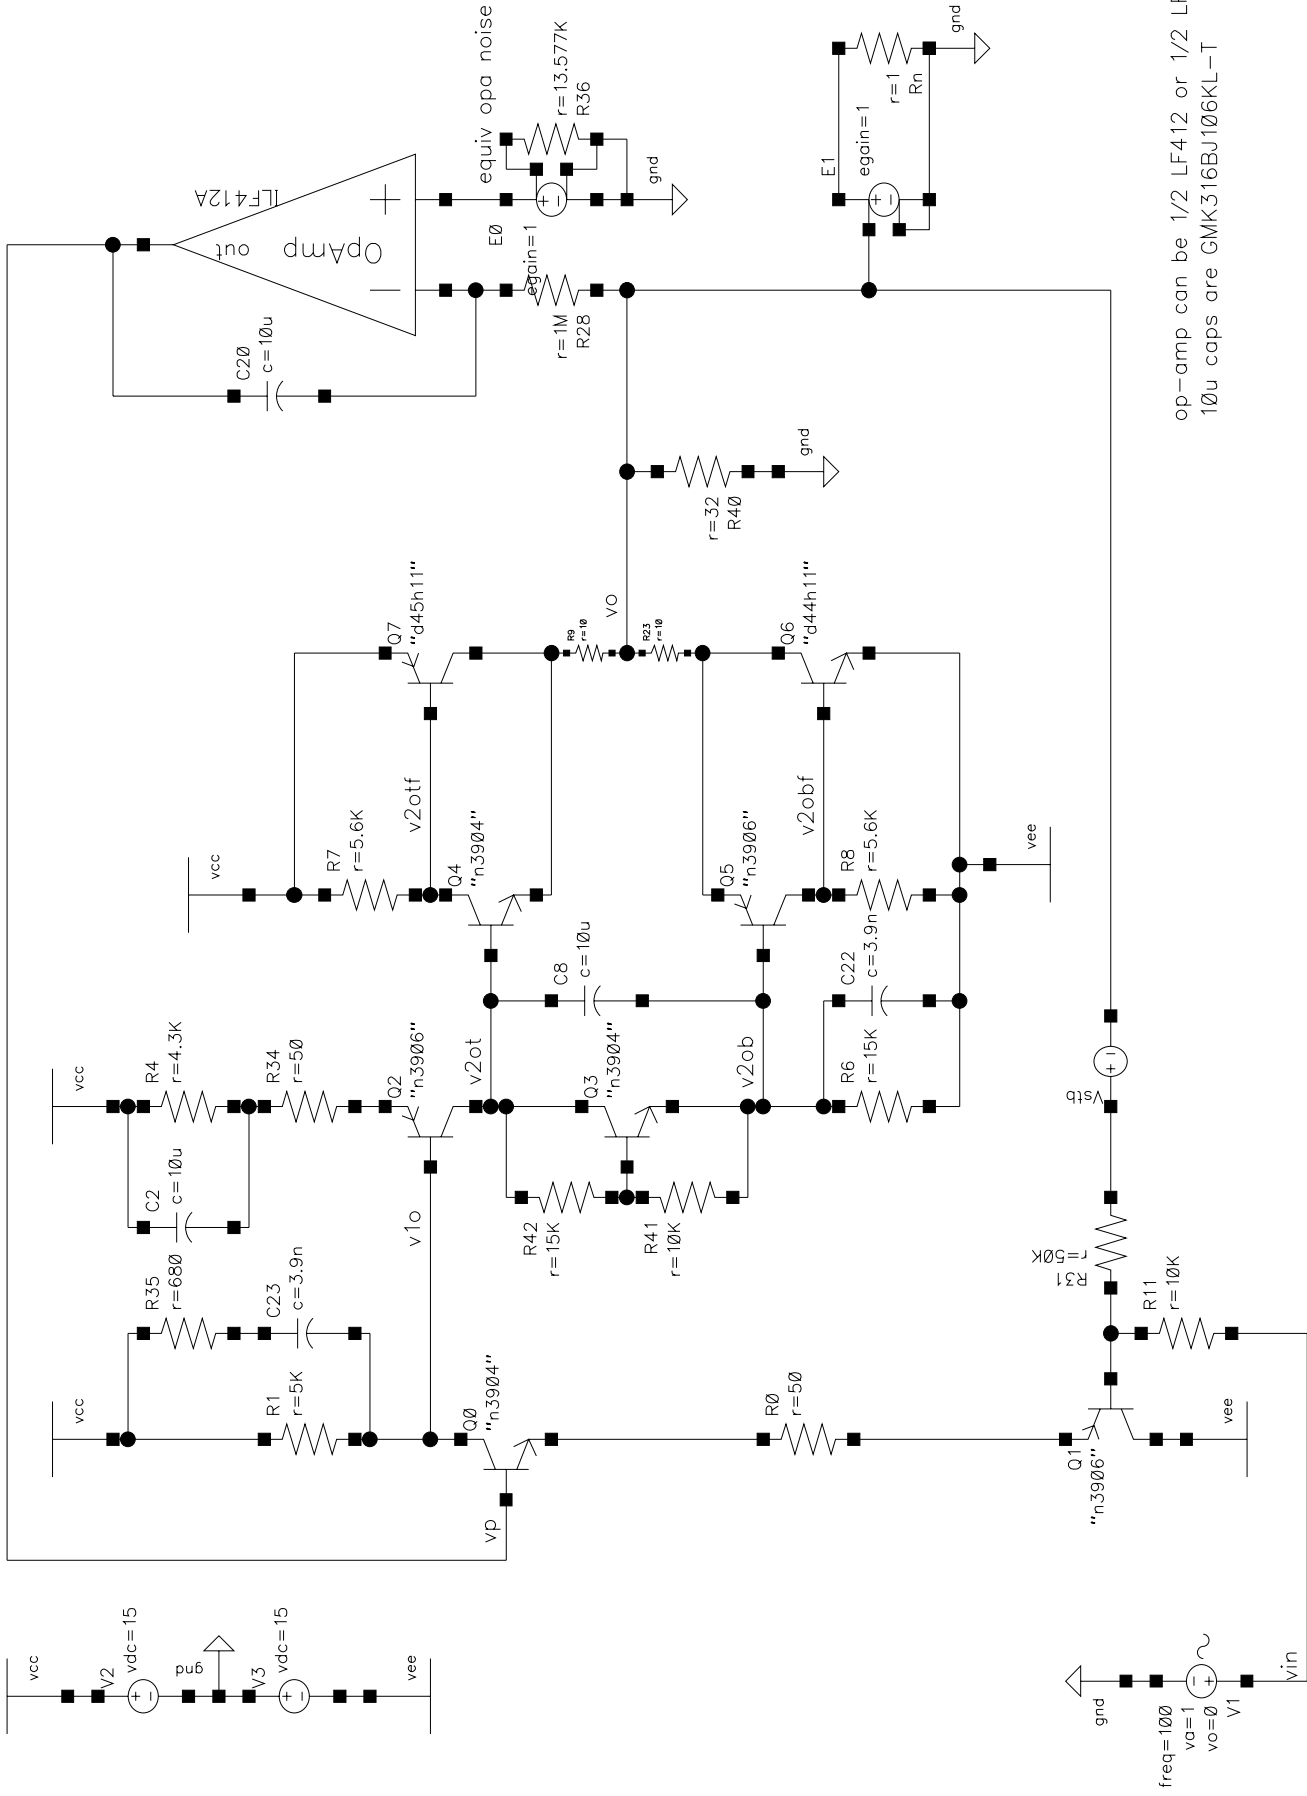 vcc
V2
vdc=15
gnd
V3
vdc=15
vee
vcc
R35
r=680
C23
c=3.9n
R1
r=5K
Q0
"n3904"
vp
v1o
vcc
C2
c=10u
R4
r=4.3K
R34
r=50
Q2
"n3906"
v2ot
R42
r=15K
R41
r=10K
Q3
"n3904"
v2ob
C8
c=10u
R6
r=15K
C22
c=3.9n
vcc
R7
r=5.6K
v2otf
Q4
"n3904"
Q5
"n3906"
v2obf
R8
r=5.6K
vee
Q7
"d45h11"
R9
r=10
vo
R23
r=10
Q6
"d44h11"
r=32
R40
gnd
C20
c=10u
ILF412A
out
OpAmp
r=1M
R28
E0
egain=1
equiv opa noise
r=13.577K
R36
gnd
E1
egain=1
r=1
Rn
gnd
R0
r=50
Q1
"n3906"
vee
R31
r=50K
R11
r=10K
Vstb
gnd
freq=100
va=1
vo=0
V1
vin
op-amp can be 1/2 LF412 or 1/2
10u caps are GMK316BJ106KL-T